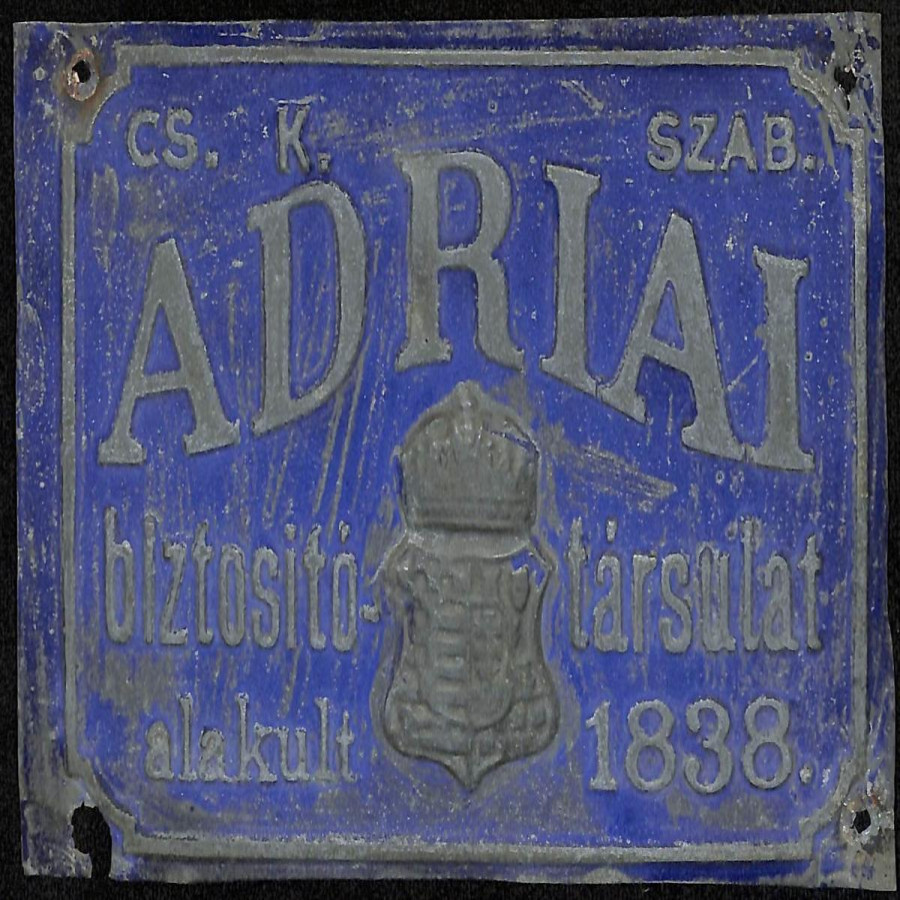 CS. K. SZAB.
ADRIAI
biztositó-társulat
alakult 1838.